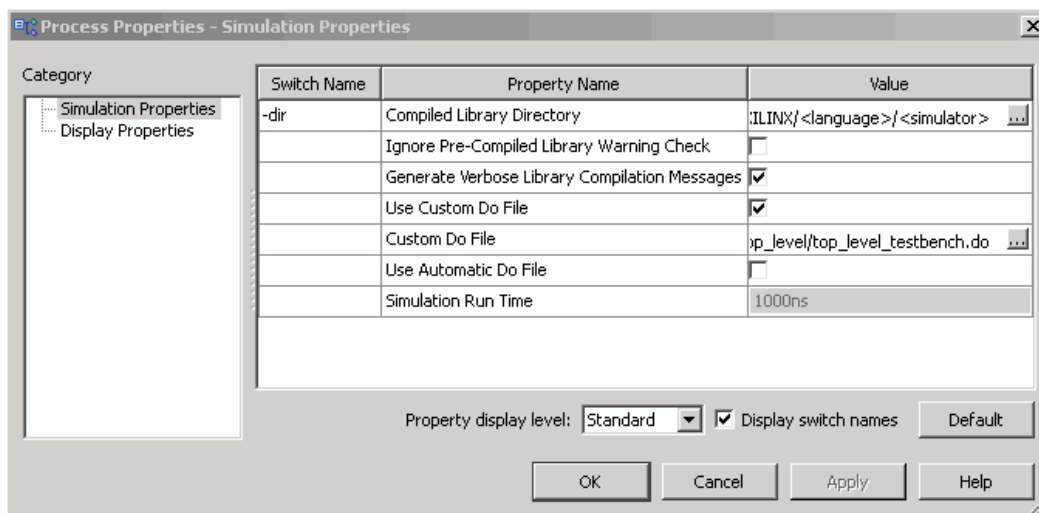 Process Properties - Simulation Properties
Category
Simulation Properties
Display Properties
Switch Name Property Name Value
-dir Compiled Library Directory ILINX/<language>/<simulator> ...
Ignore Pre-Compiled Library Warning Check
Generate Verbose Library Compilation Messages
Use Custom Do File
Custom Do File op_level/top_level_testbench.do ...
Use Automatic Do File
Simulation Run Time 1000ns
Property display level: Standard Display switch names Default
OK Cancel Apply Help